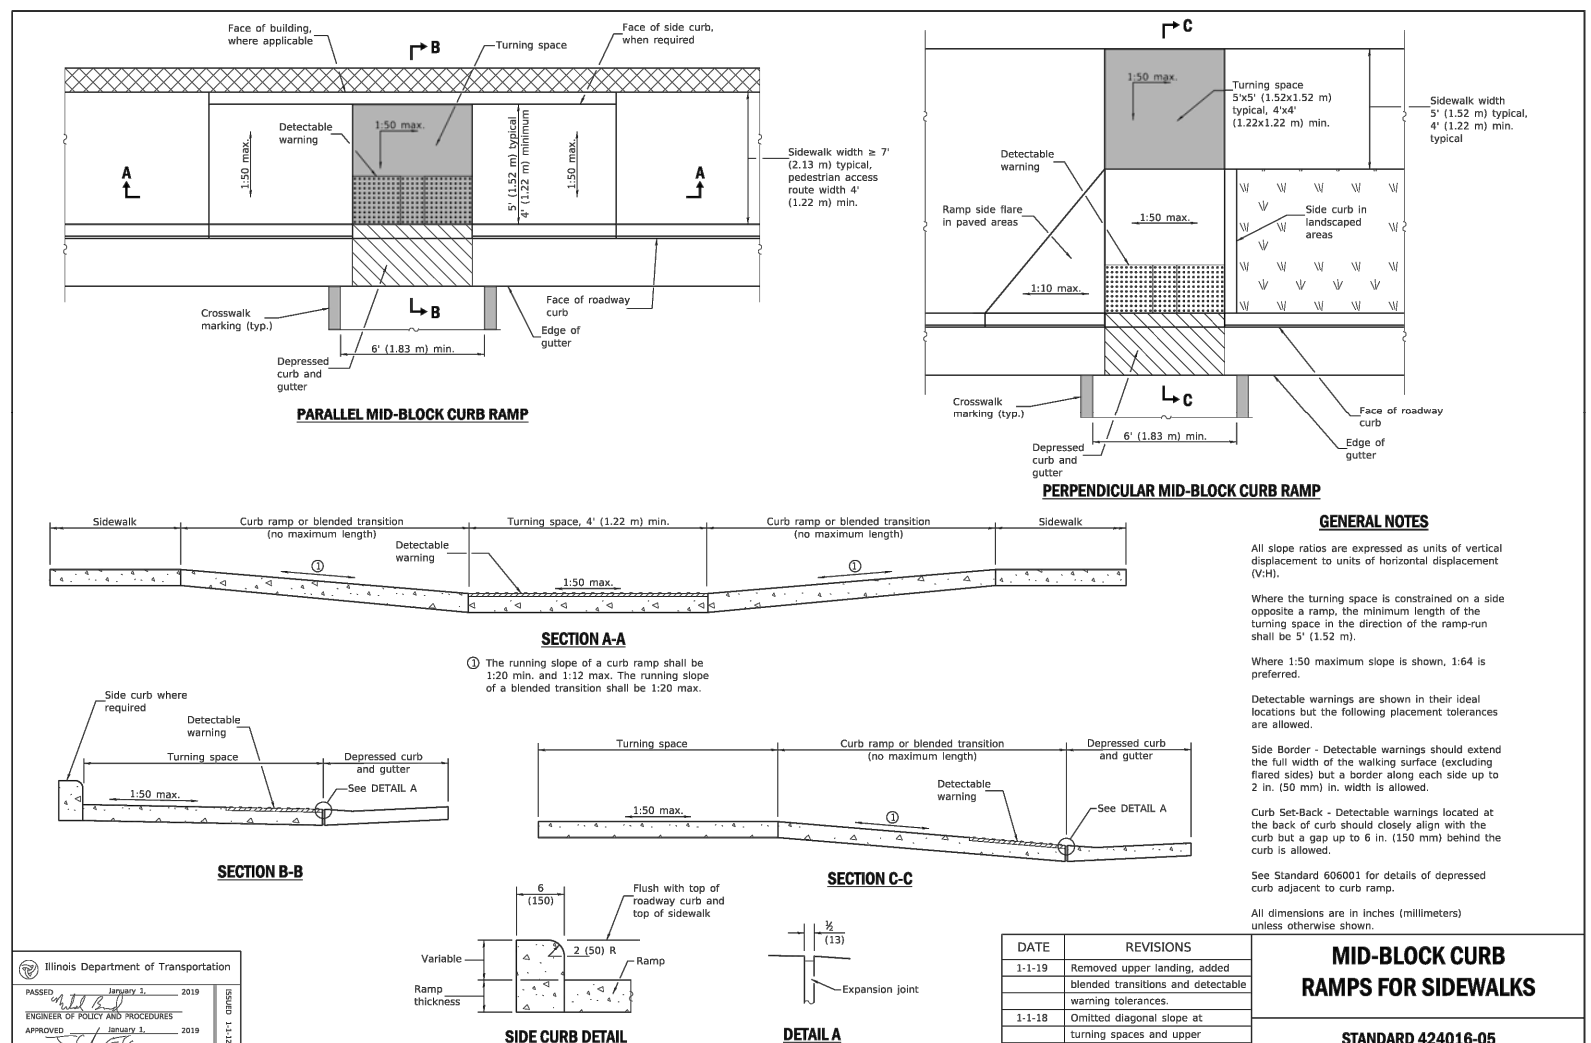 Face of building,
where applicable
B
Turning space
Face of side curb,
when required
Detectable
warning
1:50 max.
1:50 max.
5' (1.52 m) typical
4' (1.22 m) minimum
1:50 max.
A
A
Sidewalk width ≥ 7'
(2.13 m) typical,
pedestrian access
route width 4'
(1.22 m) min.
Crosswalk
marking (typ.)
B
Face of roadway
curb
Edge of
gutter
6' (1.83 m) min.
Depressed
curb and
gutter
PARALLEL MID-BLOCK CURB RAMP
C
1:50 max.
Turning space
5'x5' (1.52x1.52 m)
typical, 4'x4'
(1.22x1.22 m) min.
Sidewalk width
5' (1.52 m) typical,
4' (1.22 m) min.
typical
Detectable
warning
Ramp side flare
in paved areas
1:50 max.
Side curb in
landscaped
areas
1:10 max.
Crosswalk
marking (typ.)
C
Face of roadway
curb
6' (1.83 m) min.
Edge of
gutter
Depressed
curb and
gutter
PERPENDICULAR MID-BLOCK CURB RAMP
Sidewalk
Curb ramp or blended transition
(no maximum length)
Turning space, 4' (1.22 m) min.
Curb ramp or blended transition
(no maximum length)
Sidewalk
Detectable
warning
1
1:50 max.
1
SECTION A-A
1 The running slope of a curb ramp shall be
1:20 min. and 1:12 max. The running slope
of a blended transition shall be 1:20 max.
Side curb where
required
Detectable
warning
Turning space
Depressed curb
and gutter
1:50 max.
See DETAIL A
SECTION B-B
Turning space
Curb ramp or blended transition
(no maximum length)
Depressed curb
and gutter
Detectable
warning
1:50 max.
1
See DETAIL A
SECTION C-C
6
(150)
Flush with top of
roadway curb and
top of sidewalk
2 (50) R
Variable
Ramp
Ramp
thickness
SIDE CURB DETAIL
½
(13)
Expansion joint
DETAIL A
GENERAL NOTES
All slope ratios are expressed as units of vertical
displacement to units of horizontal displacement
(V:H).
Where the turning space is constrained on a side
opposite a ramp, the minimum length of the
turning space in the direction of the ramp-run
shall be 5' (1.52 m).
Where 1:50 maximum slope is shown, 1:64 is
preferred.
Detectable warnings are shown in their ideal
locations but the following placement tolerances
are allowed.
Side Border - Detectable warnings should extend
the full width of the walking surface (excluding
flared sides) but a border along each side up to
2 in. (50 mm) in. width is allowed.
Curb Set-Back - Detectable warnings located at
the back of curb should closely align with the
curb but a gap up to 6 in. (150 mm) behind the
curb is allowed.
See Standard 606001 for details of depressed
curb adjacent to curb ramp.
All dimensions are in inches (millimeters)
unless otherwise shown.
Illinois Department of Transportation
PASSED January 1, 2019
ENGINEER OF POLICY AND PROCEDURES
APPROVED January 1, 2019
ISSUED 1-1-12
DATE REVISIONS
1-1-19 Removed upper landing, added
blended transitions and detectable
warning tolerances.
1-1-18 Omitted diagonal slope at
turning spaces and upper
MID-BLOCK CURB
RAMPS FOR SIDEWALKS
STANDARD 424016-05